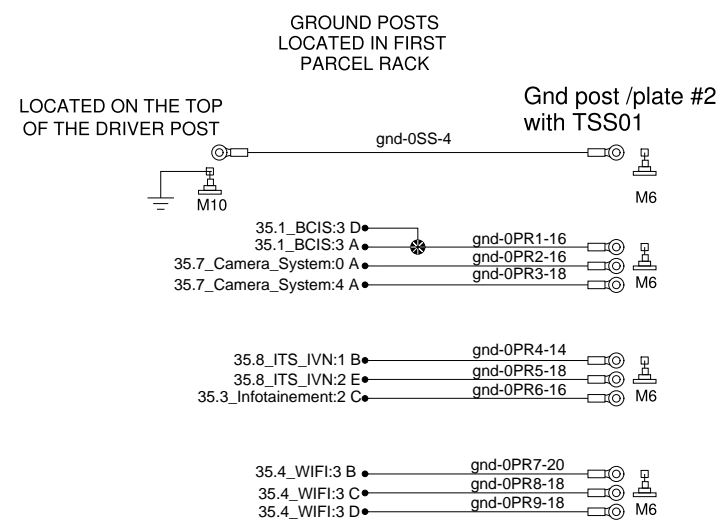 GROUND POSTS
LOCATED IN FIRST
PARCEL RACK
LOCATED ON THE TOP
OF THE DRIVER POST
Gnd post /plate #2
with TSS01
gnd-0SS-4
M10
M6
35.1_BCIS:3 D
35.1_BCIS:3 A
gnd-0PR1-16
35.7_Camera_System:0 A
gnd-0PR2-16
35.7_Camera_System:4 A
gnd-0PR3-18
M6
35.8_ITS_IVN:1 B
gnd-0PR4-14
35.8_ITS_IVN:2 E
gnd-0PR5-18
35.3_Infotainement:2 C
gnd-0PR6-16
M6
35.4_WIFI:3 B
gnd-0PR7-20
35.4_WIFI:3 C
gnd-0PR8-18
35.4_WIFI:3 D
gnd-0PR9-18
M6